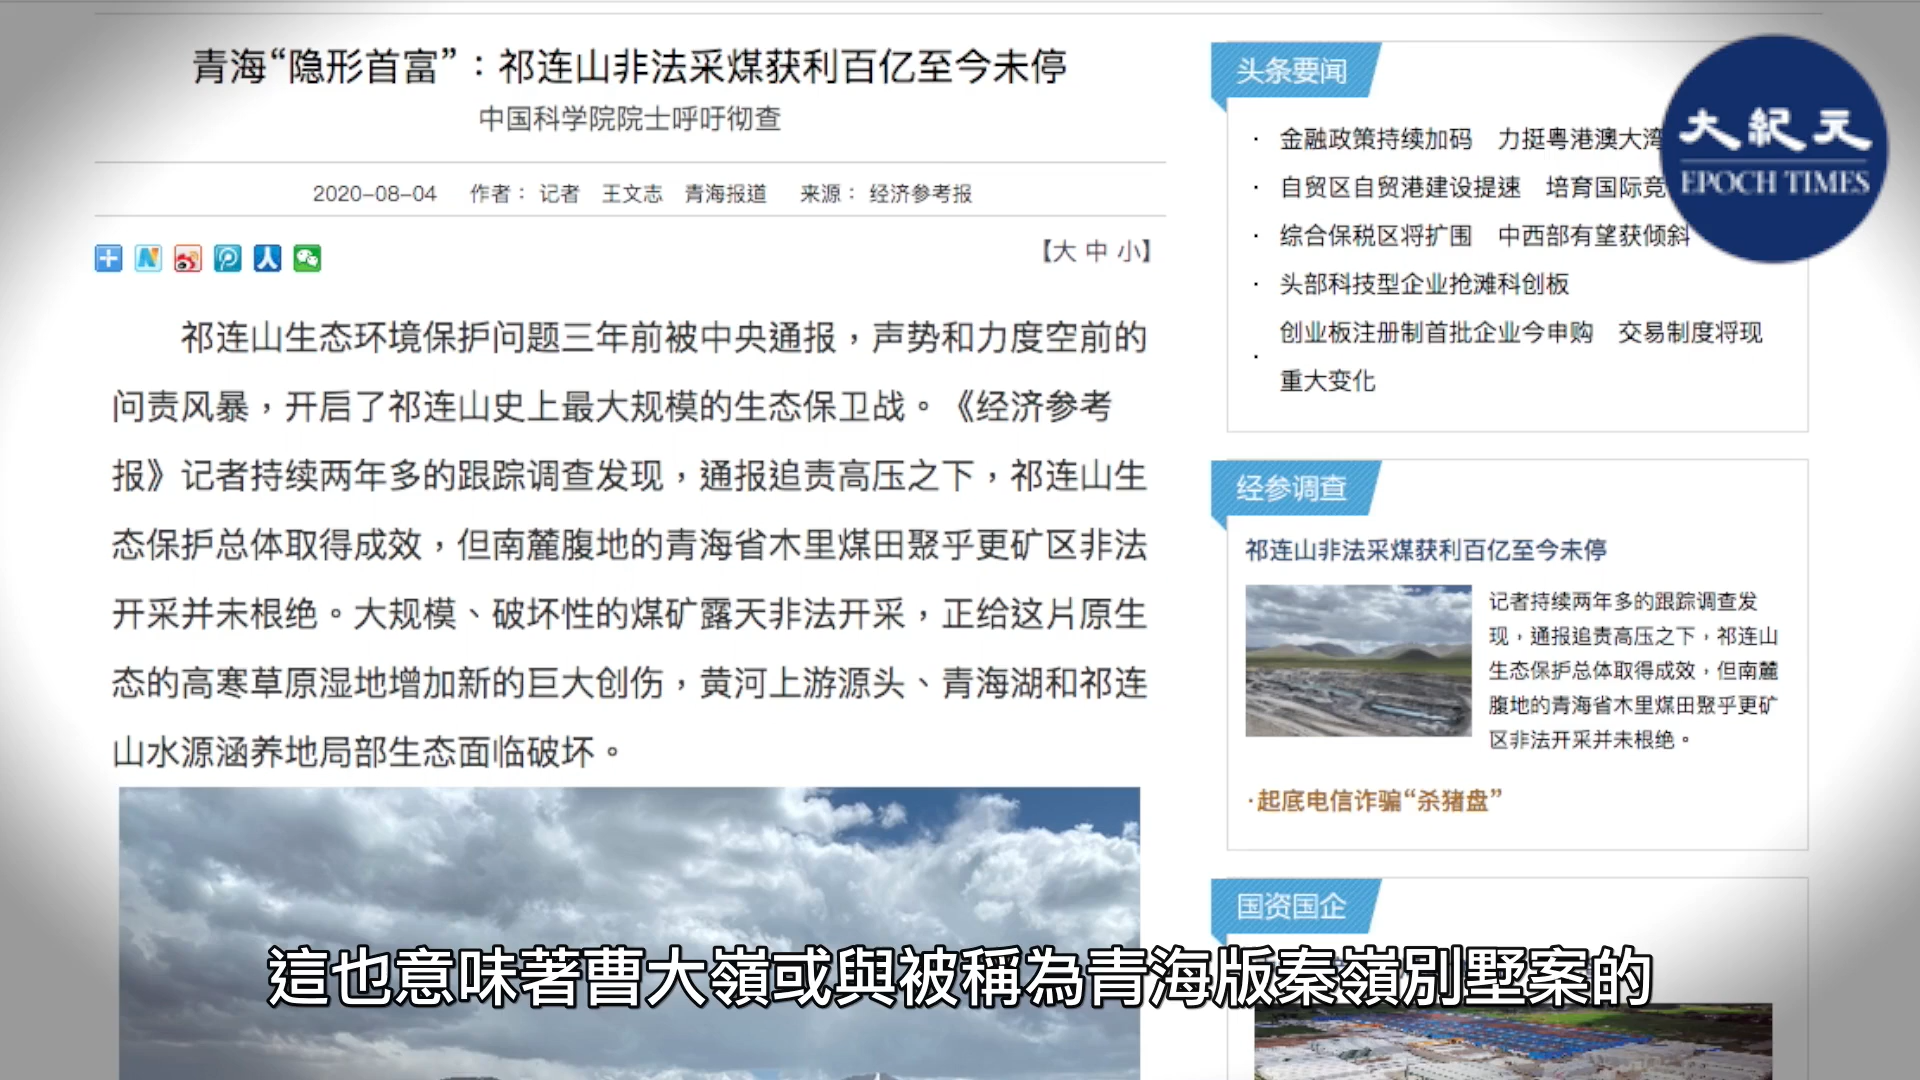 青海“隐形首富”：祁连山非法采煤获利百亿至今未停
中国科学院院士呼吁彻查
2020-08-04 作者： 记者 王文志 青海报道 来源： 经济参考报
【大 中 小】
祁连山生态环境保护问题三年前被中央通报，声势和力度空前的
问责风暴，开启了祁连山史上最大规模的生态保卫战。《经济参考
报》记者持续两年多的跟踪调查发现，通报追责高压之下，祁连山生
态保护总体取得成效，但南麓腹地的青海省木里煤田聚乎更矿区非法
开采并未根绝。大规模、破坏性的煤矿露天非法开采，正给这片原生
态的高寒草原湿地增加新的巨大创伤，黄河上游源头、青海湖和祁连
山水源涵养地局部生态面临破坏。
头条要闻
· 金融政策持续加码 力挺粤港澳大湾
· 自贸区自贸港建设提速 培育国际竞
· 综合保税区将扩围 中西部有望获倾斜
· 头部科技型企业抢滩科创板
· 创业板注册制首批企业今申购 交易制度将现
重大变化
大紀元
EPOCH TIMES
经参调查
祁连山非法采煤获利百亿至今未停
记者持续两年多的跟踪调查发
现，通报追责高压之下，祁连山
生态保护总体取得成效，但南麓
腹地的青海省木里煤田聚乎更矿
区非法开采并未根绝。
·起底电信诈骗“杀猪盘”
国资国企
這也意味著曹大嶺或與被稱為青海版秦嶺別墅案的